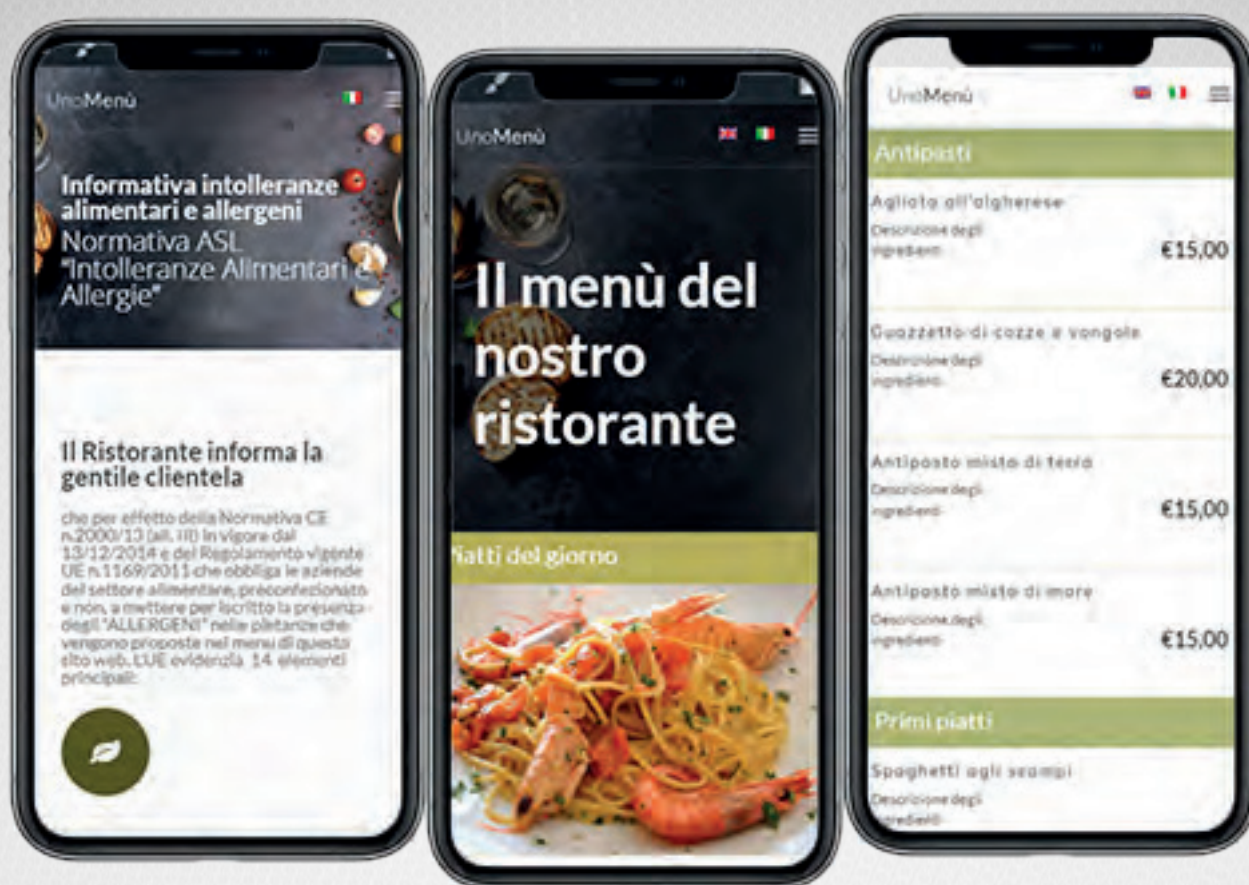 UnoMenù
Informativa intolleranze
alimentari e allergeni
Normativa ASL
"Intolleranze Alimentari e
Allergie"
Il Ristorante informa la
gentile clientela
che per effetto della Normativa CE
n.2000/13 (all. III) in vigore dal
13/12/2014 e del Regolamento vigente
UE n.1169/2011 che obbliga le aziende
del settore alimentare, preconfezionato
e non, a mettere per iscritto la presenza
degli "ALLERGENI" nelle pietanze che
vengono proposte nel menu di questo
sito web. L'UE evidenzia 14 elementi
principali:
UnoMenù
Il menù del
nostro
ristorante
Piatti del giorno
UnoMenù
Antipasti
Agliata all'algherese
Descrizione degli
ingredienti
€15,00
Guazzetto di cozze e vongole
Descrizione degli
ingredienti
€20,00
Antipasto misto di terra
Descrizione degli
ingredienti
€15,00
Antipasto misto di mare
Descrizione degli
ingredienti
€15,00
Primi piatti
Spaghetti agli scampi
Descrizione degli
ingredienti